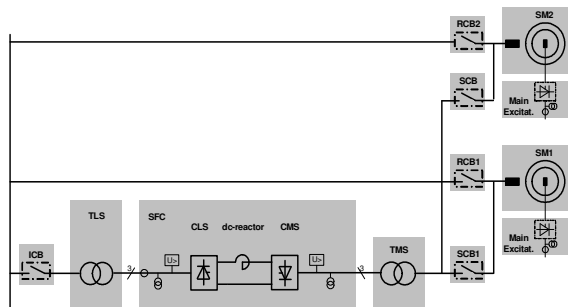 RCB2
SM2
SCB
Main
Excitat.
RCB1
SM1
TLS
SFC
CLS
dc-reactor
CMS
TMS
Main
Excitat.
ICB
3
U>
U>
3
SCB1